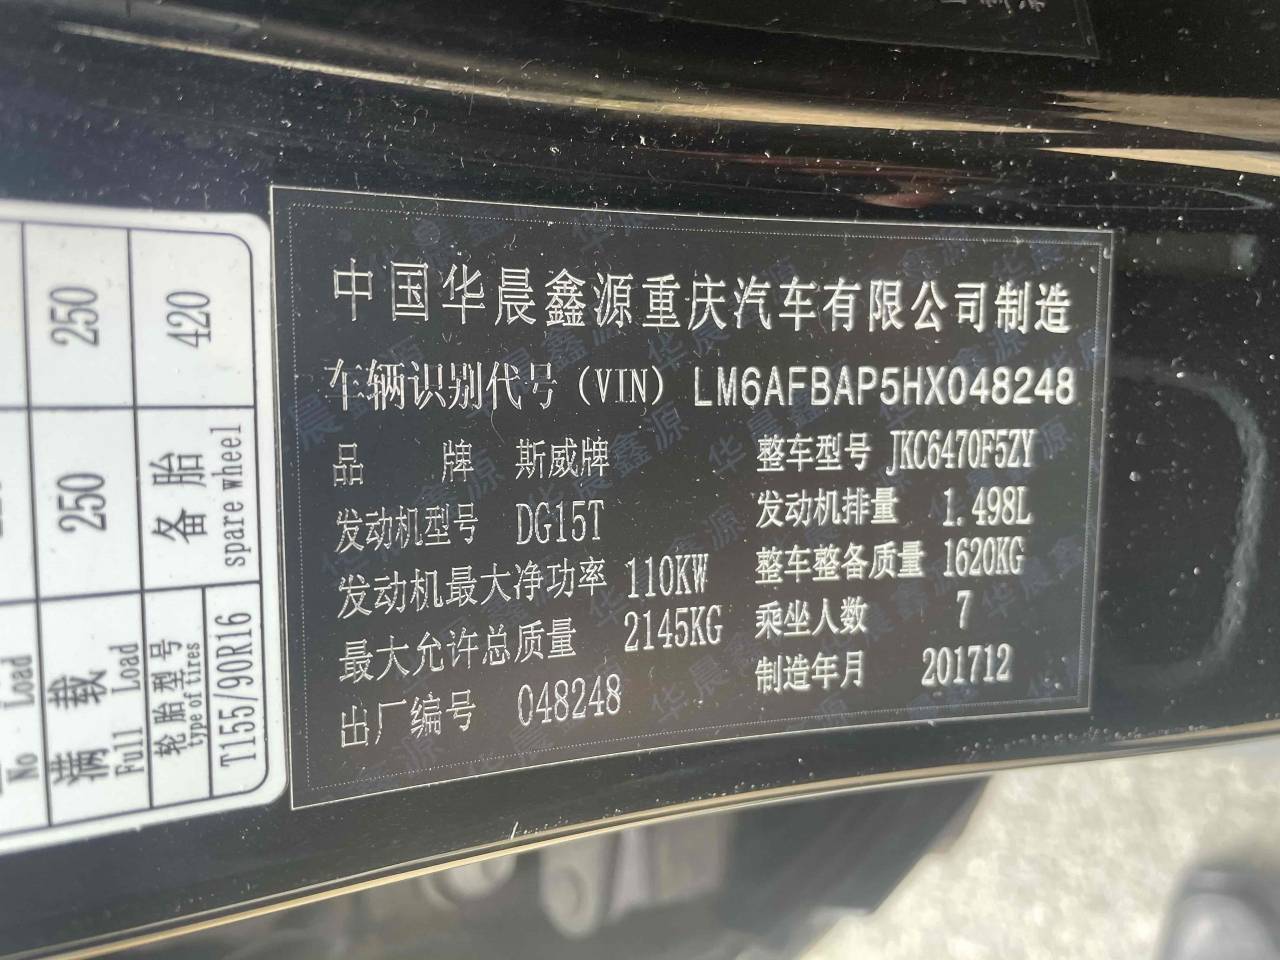 中国华晨鑫源重庆汽车有限公司制造
车辆识别代号（VIN）LM6AFBAP5HX048248
品 牌 斯威牌 整车型号 JKC6470F5ZY
发动机型号 DG15T 发动机排量 1.498L
发动机最大净功率 110KW 整车整备质量 1620KG
最大允许总质量 2145KG 乘坐人数 7
出厂编号 048248 制造年月 201712
No Load
满 载 250 250
Full Load
备 胎 420
spare wheel
轮胎型号
type of tires
T155/90R16